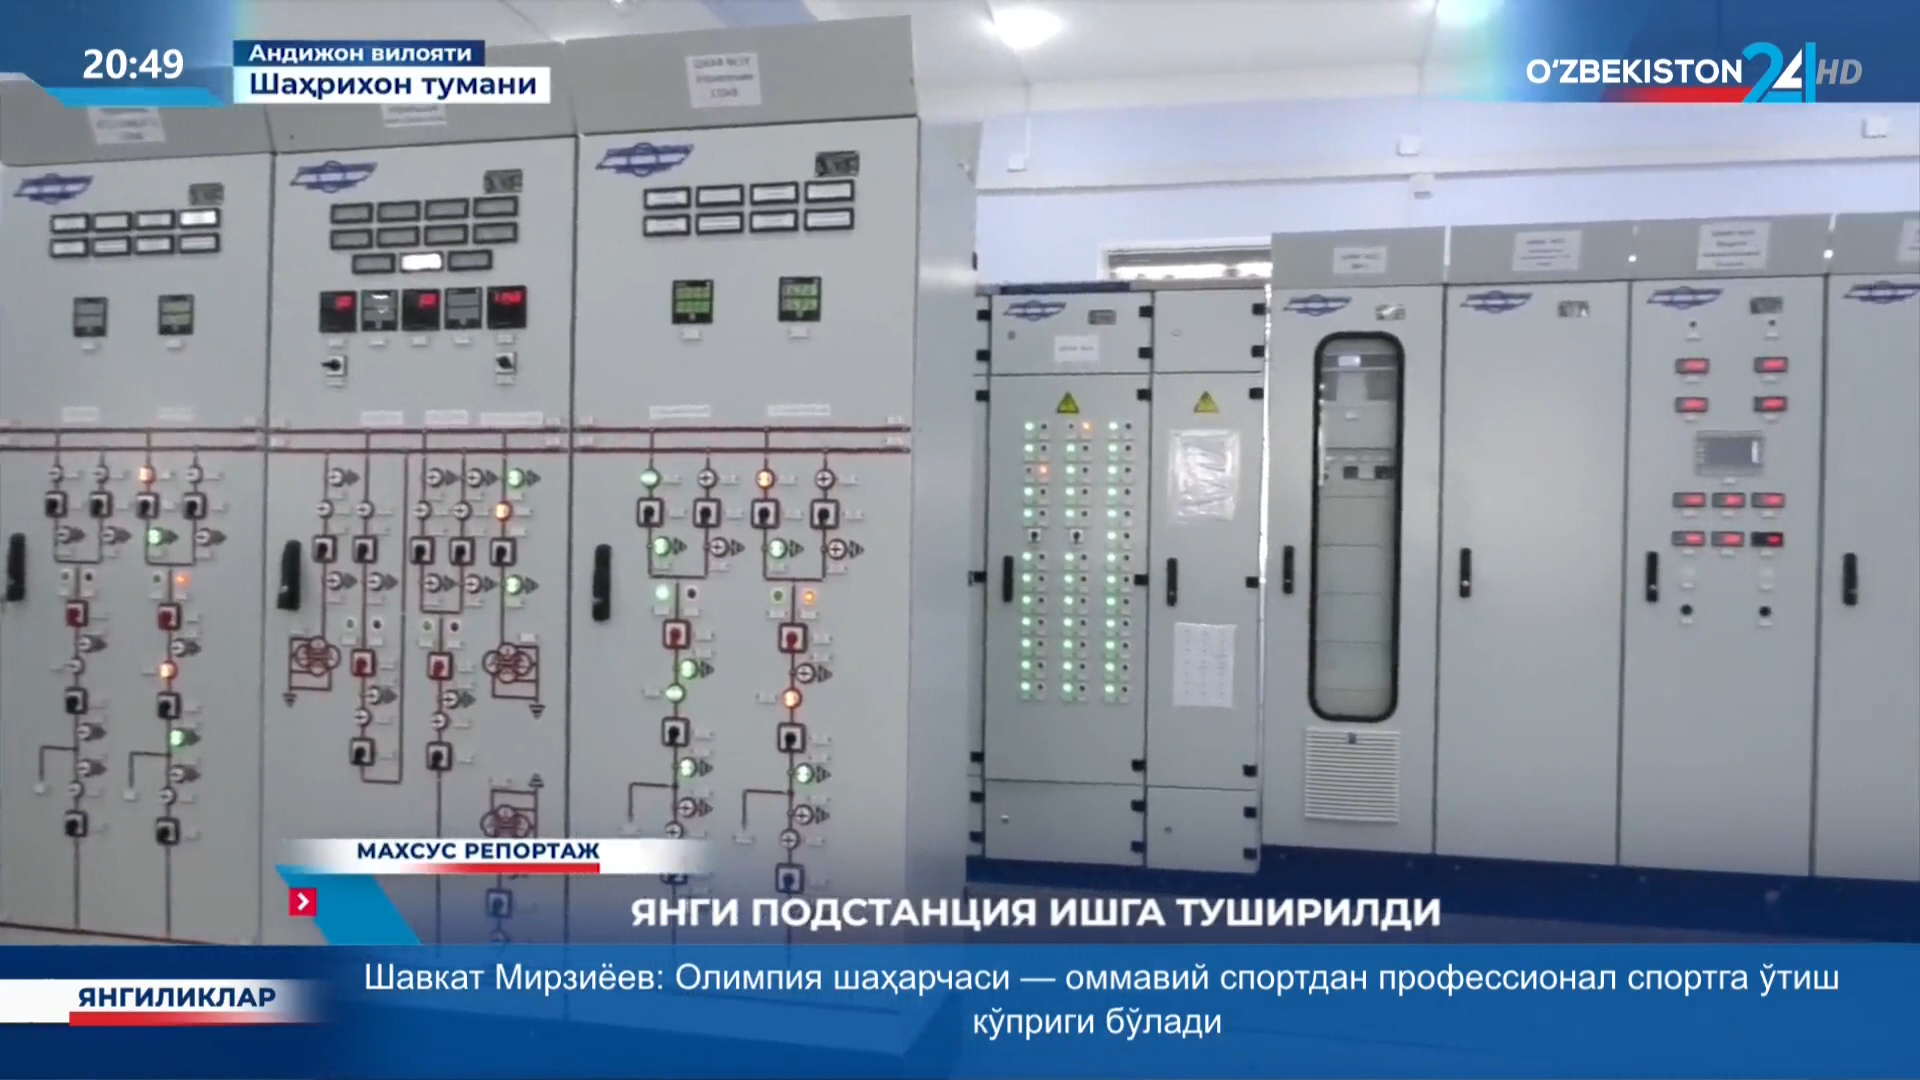 20:49
Андижон вилояти
Шаҳрихон тумани
O‘ZBEKISTON 24 HD
МАХСУС РЕПОРТАЖ
ЯНГИ ПОДСТАНЦИЯ ИШГА ТУШИРИЛДИ
ЯНГИЛИКЛАР
Шавкат Мирзиёев: Олимпия шаҳарчаси — оммавий спортдан профессионал спортга ўтиш
кўприги бўлади